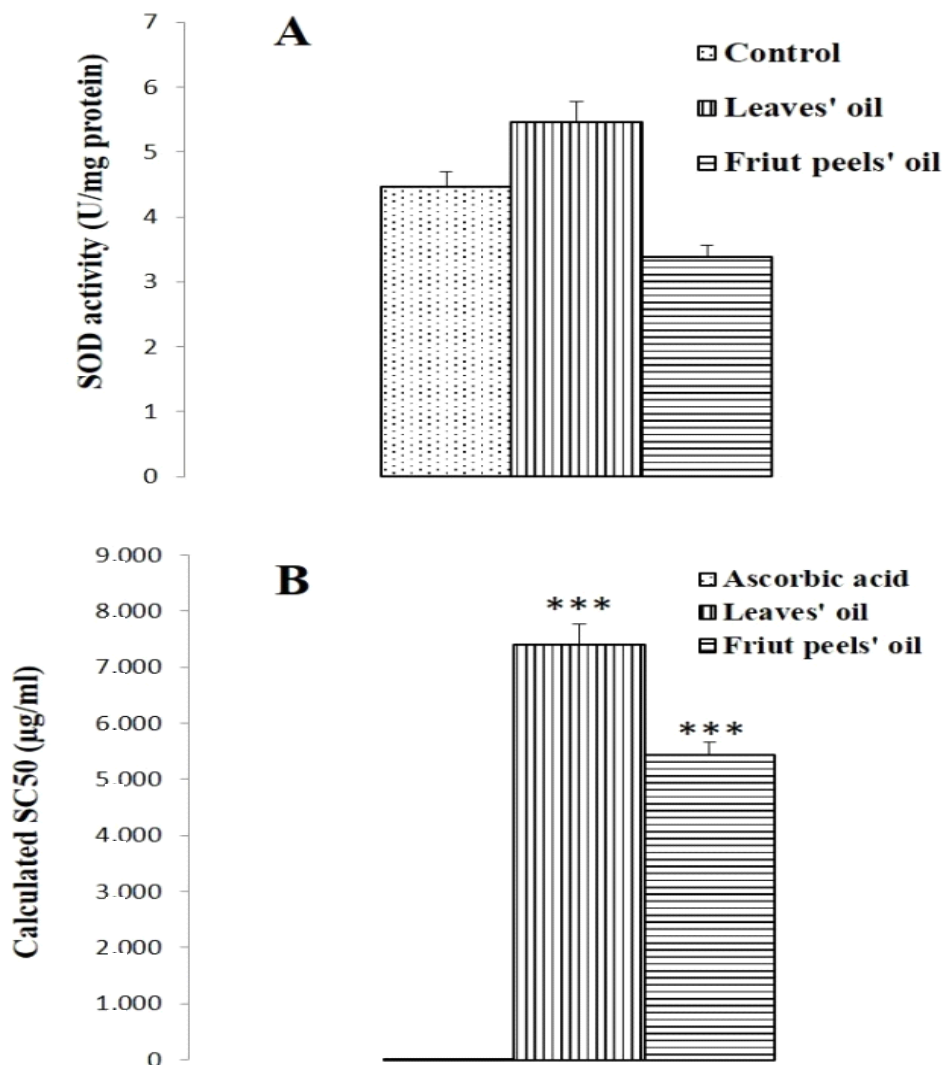 A
SOD activity (U/mg protein)
7
6
5
4
3
2
1
0
Control
Leaves' oil
Friut peels' oil
B
Calculated SC50 (µg/ml)
9.000
8.000
7.000
6.000
5.000
4.000
3.000
2.000
1.000
0
***
***
Ascorbic acid
Leaves' oil
Friut peels' oil